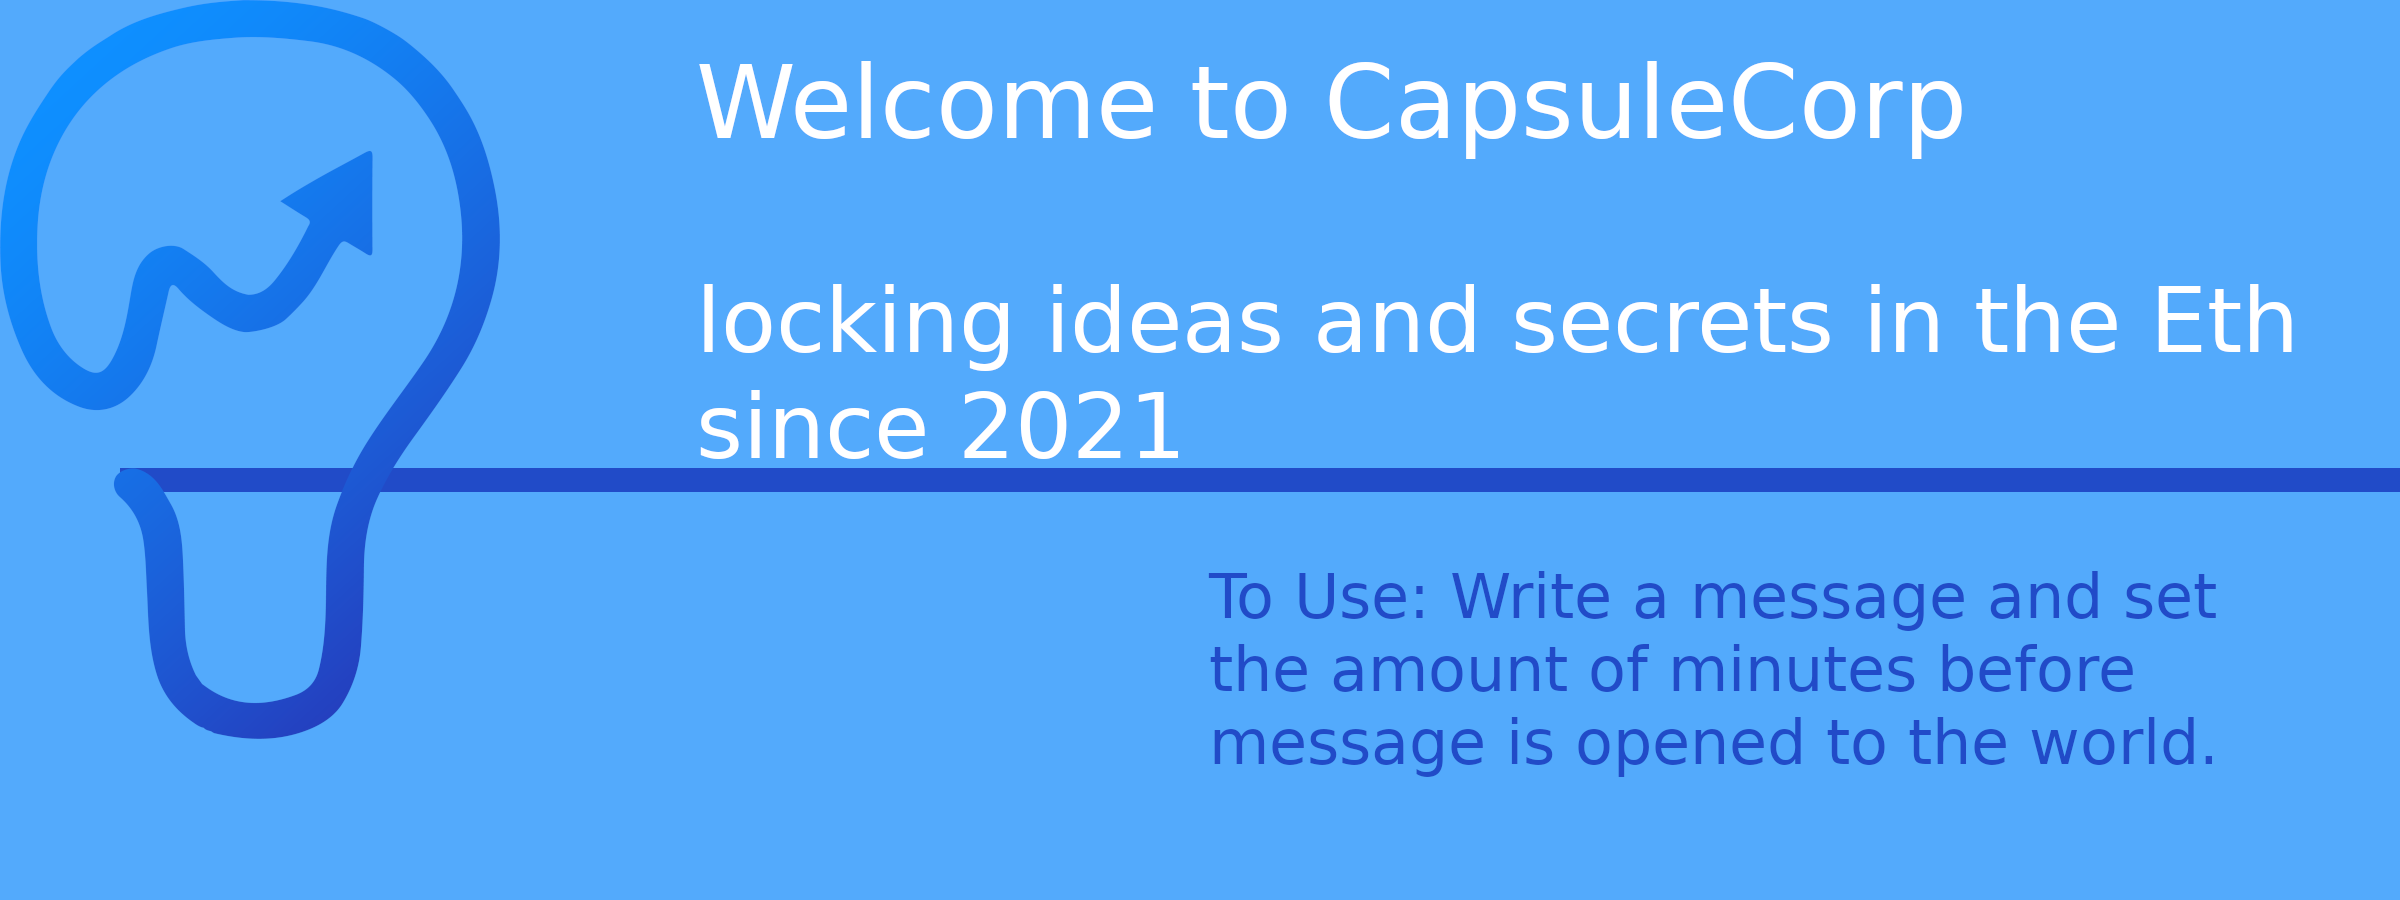 Welcome to CapsuleCorp
locking ideas and secrets in the Eth
since 2021
To Use: Write a message and set
the amount of minutes before
message is opened to the world.